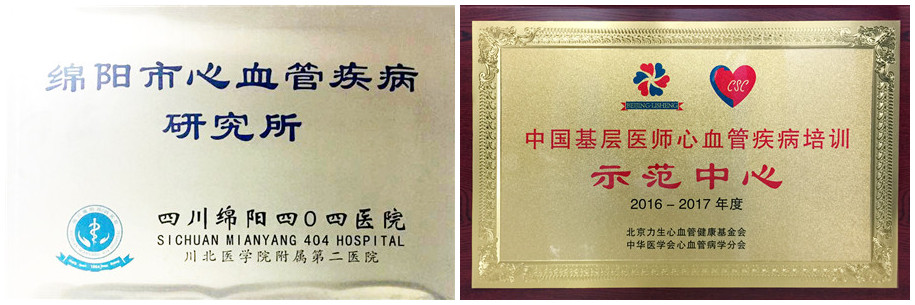 绵阳市心血管疾病
研究所
四川绵阳四〇四医院
SICHUAN MIANYANG 404 HOSPITAL
川北医学院附属第二医院
BEIJING LISHENG
CSC
中国基层医师心血管疾病培训
示范中心
2016－2017 年度
北京力生心血管健康基金会
中华医学会心血管病学分会